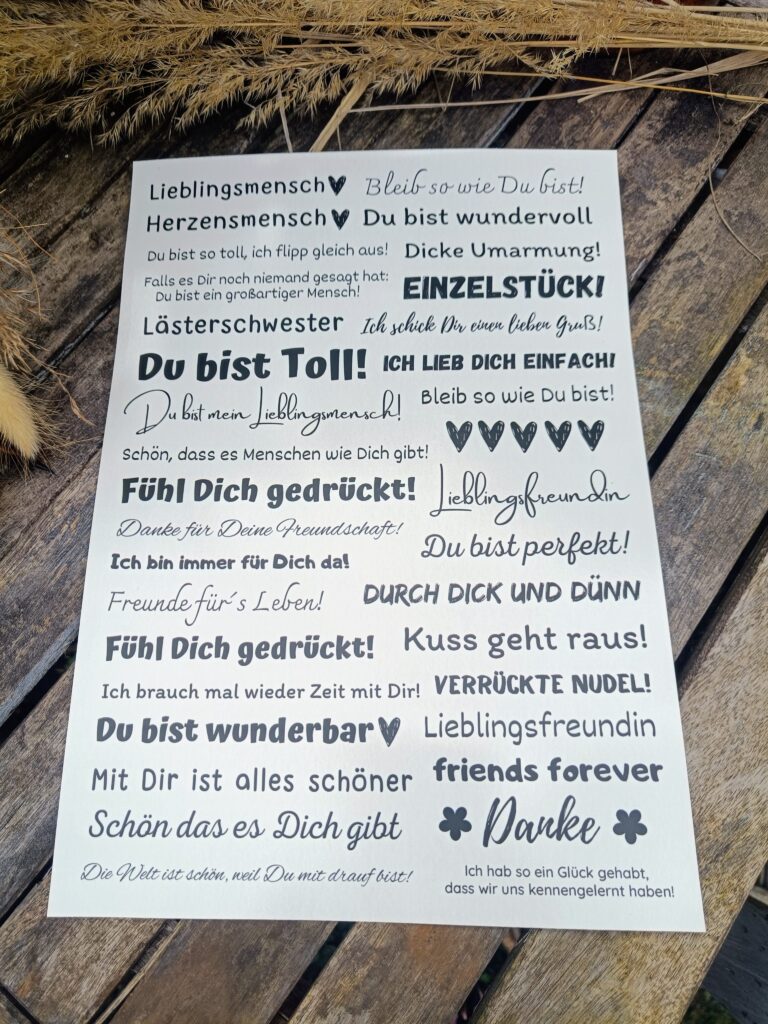 Lieblingsmensch
Bleib so wie Du bist!
Herzensmensch
Du bist wundervoll
Du bist so toll, ich flipp gleich aus!
Dicke Umarmung!
Falls es Dir noch niemand gesagt hat:
Du bist ein großartiger Mensch!
EINZELSTÜCK!
Lästerschwester
Ich schick Dir einen lieben Gruß!
Du bist Toll!
ICH LIEB DICH EINFACH!
Du bist mein Lieblingsmensch!
Bleib so wie Du bist!
Schön, dass es Menschen wie Dich gibt!
Fühl Dich gedrückt!
Lieblingsfreundin
Danke für Deine Freundschaft!
Du bist perfekt!
Ich bin immer für Dich da!
Freunde für´s Leben!
DURCH DICK UND DÜNN
Fühl Dich gedrückt!
Kuss geht raus!
Ich brauch mal wieder Zeit mit Dir!
VERRÜCKTE NUDEL!
Du bist wunderbar
Lieblingsfreundin
Mit Dir ist alles schöner
friends forever
Schön das es Dich gibt
Danke
Die Welt ist schön, weil Du mit drauf bist!
Ich hab so ein Glück gehabt,
dass wir uns kennengelernt haben!